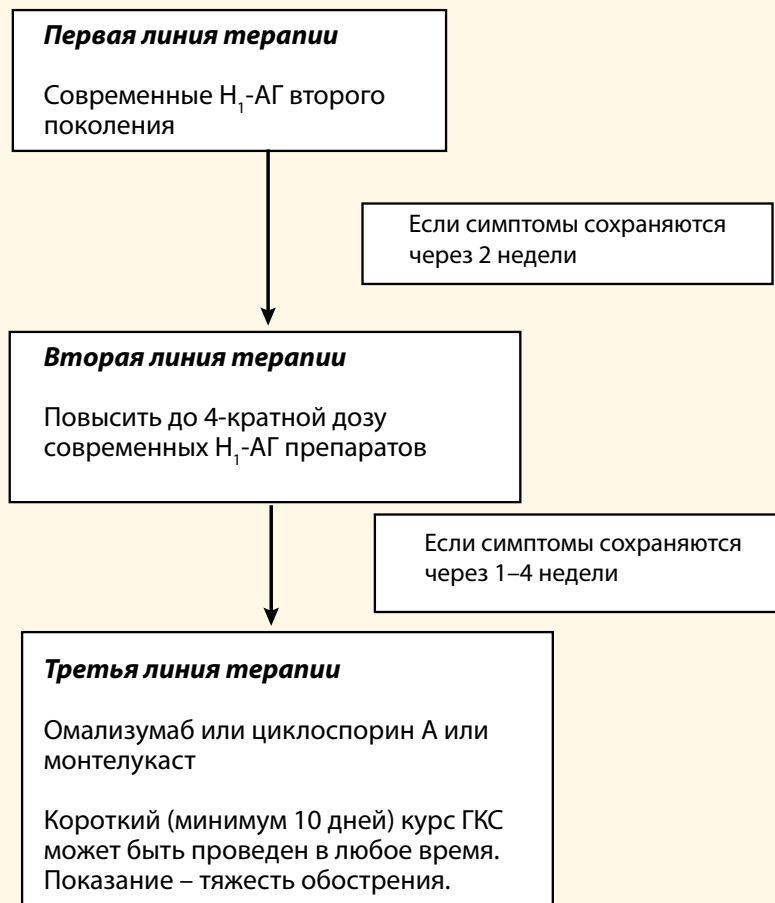 Первая линия терапии
Современные H₁-АГ второго
поколения
Если симптомы сохраняются
через 2 недели
Вторая линия терапии
Повысить до 4-кратной дозу
современных H₁-АГ препаратов
Если симптомы сохраняются
через 1–4 недели
Третья линия терапии
Омализумаб или циклоспорин А или
монтелукаст
Короткий (минимум 10 дней) курс ГКС
может быть проведен в любое время.
Показание – тяжесть обострения.